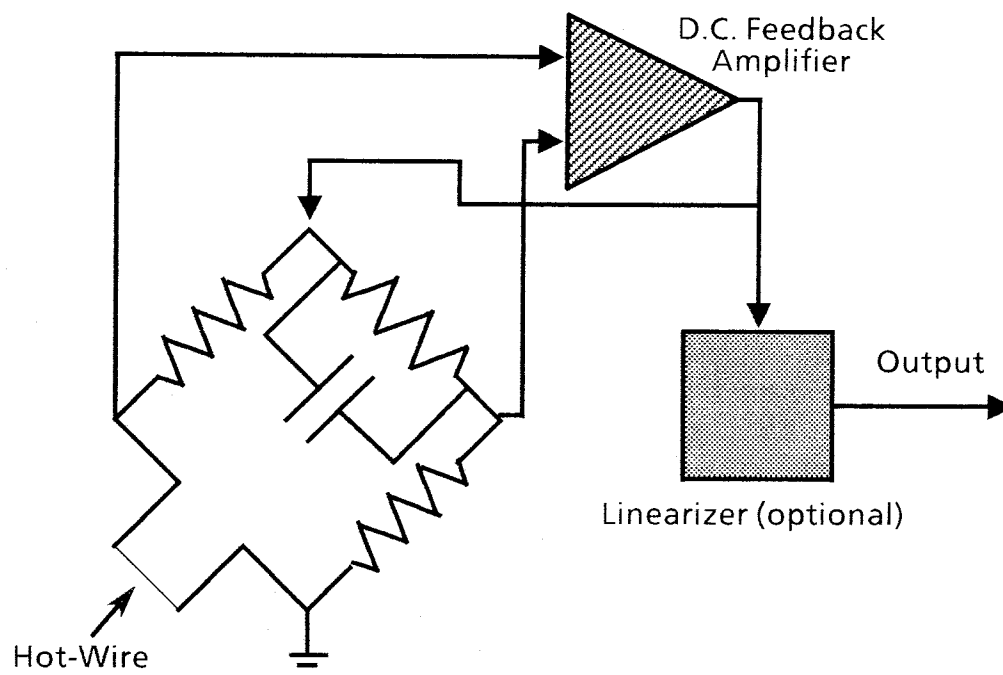 D.C. Feedback
Amplifier
Output
Linearizer (optional)
Hot-Wire